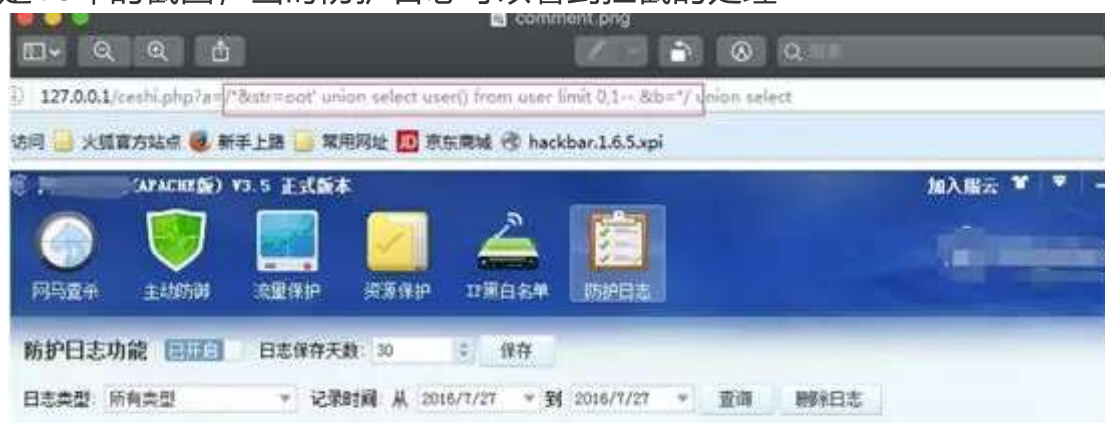 comment.png
127.0.0.1/ceshi.php?a=/*&str=oot' union select user() from user limit 0,1-- &b=*/ union select
访问 火狐官方站点 新手上路 常用网址 JD 京东商城 hackbar.1.6.5.xpi
(APACHE版) V3.5 正式版本 加入服云
网马查杀 主动防御 流量保护 资源保护 IP黑白名单 防护日志
防护日志功能 已开启 日志保存天数: 30 保存
日志类型: 所有类型 记录时间 从 2016/7/27 到 2016/7/27 查询 删除日志